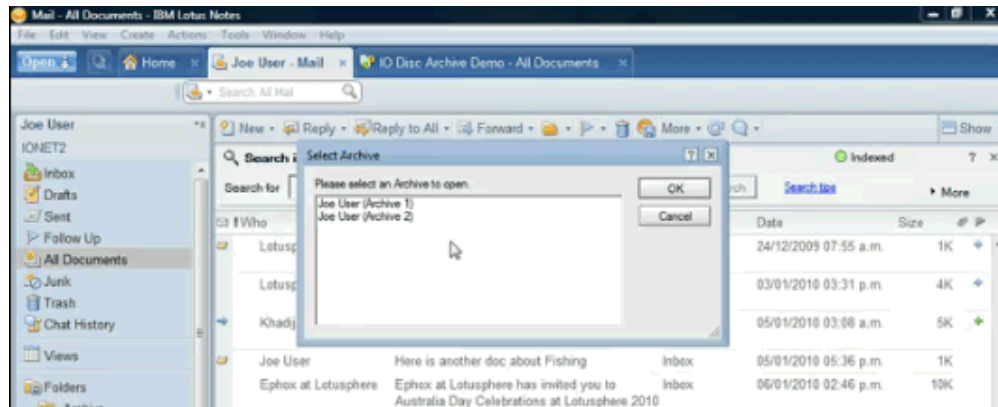 Mail - All Documents - IBM Lotus Notes
File Edit View Create Actions Tools Window Help
Open Home Joe User - Mail IO Disc Archive Demo - All Documents
Search All Mail
Joe User
IONET2
New Reply Reply to All Forward More Show
Inbox
Drafts
Sent
Follow Up
All Documents
Junk
Trash
Chat History
Views
Folders
Search i
Indexed
Search for
Search tips
More
Select Archive
Please select an Archive to open.
Joe User (Archive 1)
Joe User (Archive 2)
OK
Cancel
Who Date Size
Lotusp 24/12/2009 07:55 a.m. 1K
Lotusp 03/01/2010 03:31 p.m. 4K
Khadij 05/01/2010 03:08 a.m. 5K
Joe User Here is another doc about Fishing Inbox 05/01/2010 05:36 p.m. 1K
Ephox at Lotusphere Ephox at Lotusphere has invited you to Inbox 06/01/2010 02:46 p.m. 10K
Australia Day Celebrations at Lotusphere 2010